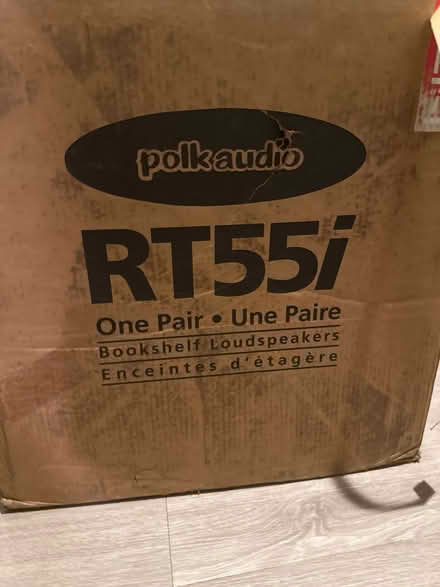 polkaudio
RT55i
One Pair • Une Paire
Bookshelf Loudspeakers
Enceintes d'étagère